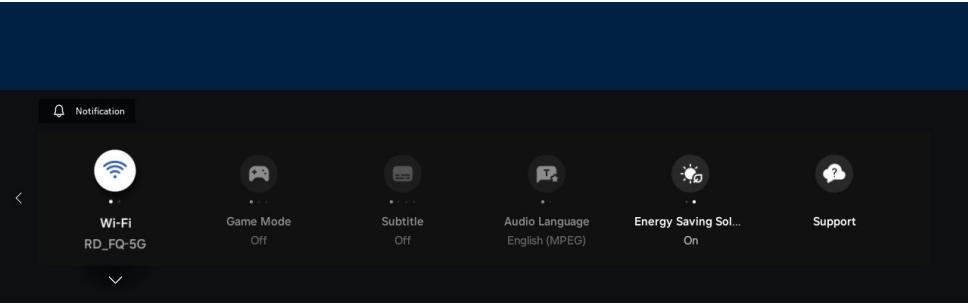 Notification
Wi-Fi
RD_FQ-5G
Game Mode
Off
Subtitle
Off
Audio Language
English (MPEG)
Energy Saving Sol...
On
Support